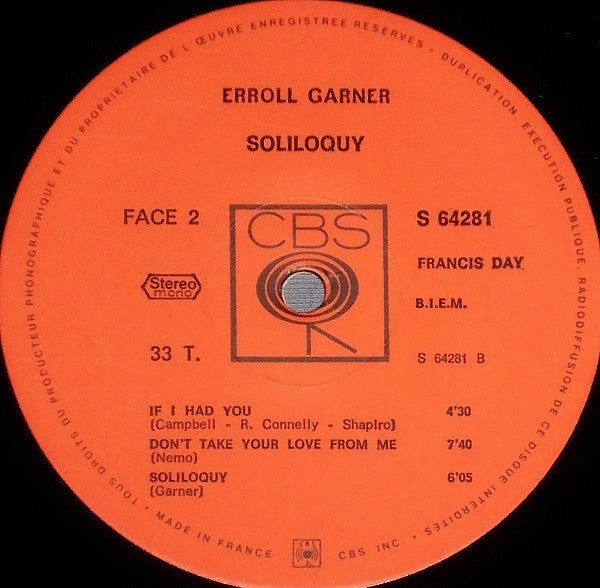 TOUS DROITS DU PRODUCTEUR PHONOGRAPHIQUE ET DU PROPRIETAIRE DE L'ŒUVRE ENREGISTREE RESERVES - DUPLICATION, EXECUTION PUBLIQUE, RADIODIFFUSION DE CE DISQUE INTERDITES •
ERROLL GARNER
SOLILOQUY
FACE 2
CBS
S 64281
FRANCIS DAY
Stereo
mono
B.I.E.M.
33 T.
S 64281 B
IF I HAD YOU 4'30
(Campbell - R. Connelly - Shapiro)
DON'T TAKE YOUR LOVE FROM ME 7'40
(Nemo)
SOLILOQUY 6'05
(Garner)
• MADE IN FRANCE
CBS
CBS INC.